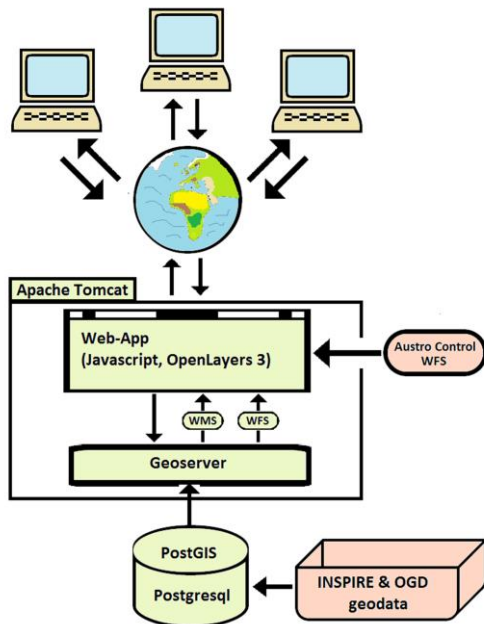 Apache Tomcat
Web-App
(Javascript, OpenLayers 3)
Austro Control
WFS
WMS
WFS
Geoserver
PostGIS
Postgresql
INSPIRE & OGD
geodata